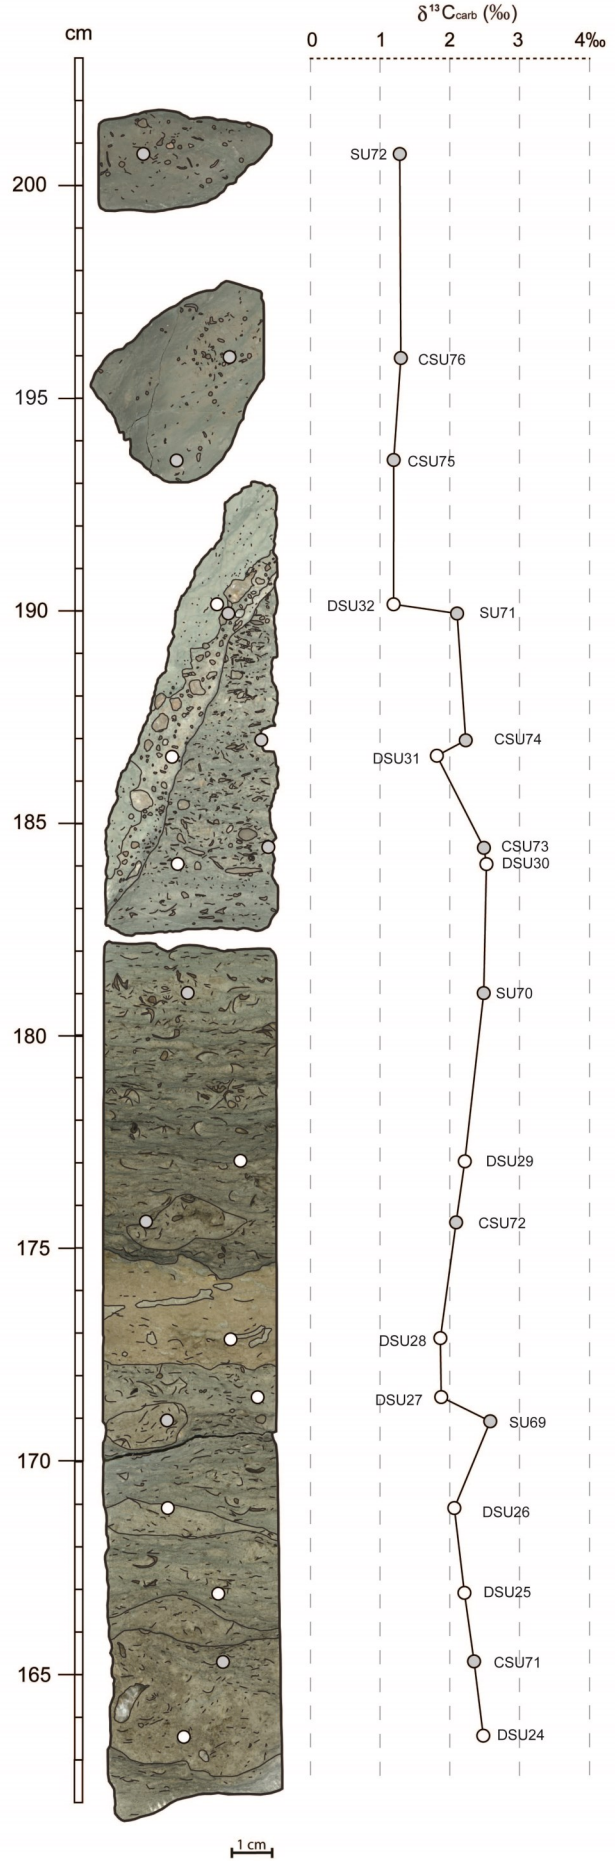 δ¹³Ccarb (‰)
cm
0 1 2 3 4‰
SU72
200
CSU76
195
CSU75
DSU32
190
SU71
CSU74
DSU31
185
CSU73
DSU30
SU70
180
DSU29
CSU72
175
DSU28
DSU27
SU69
170
DSU26
DSU25
CSU71
165
DSU24
1 cm